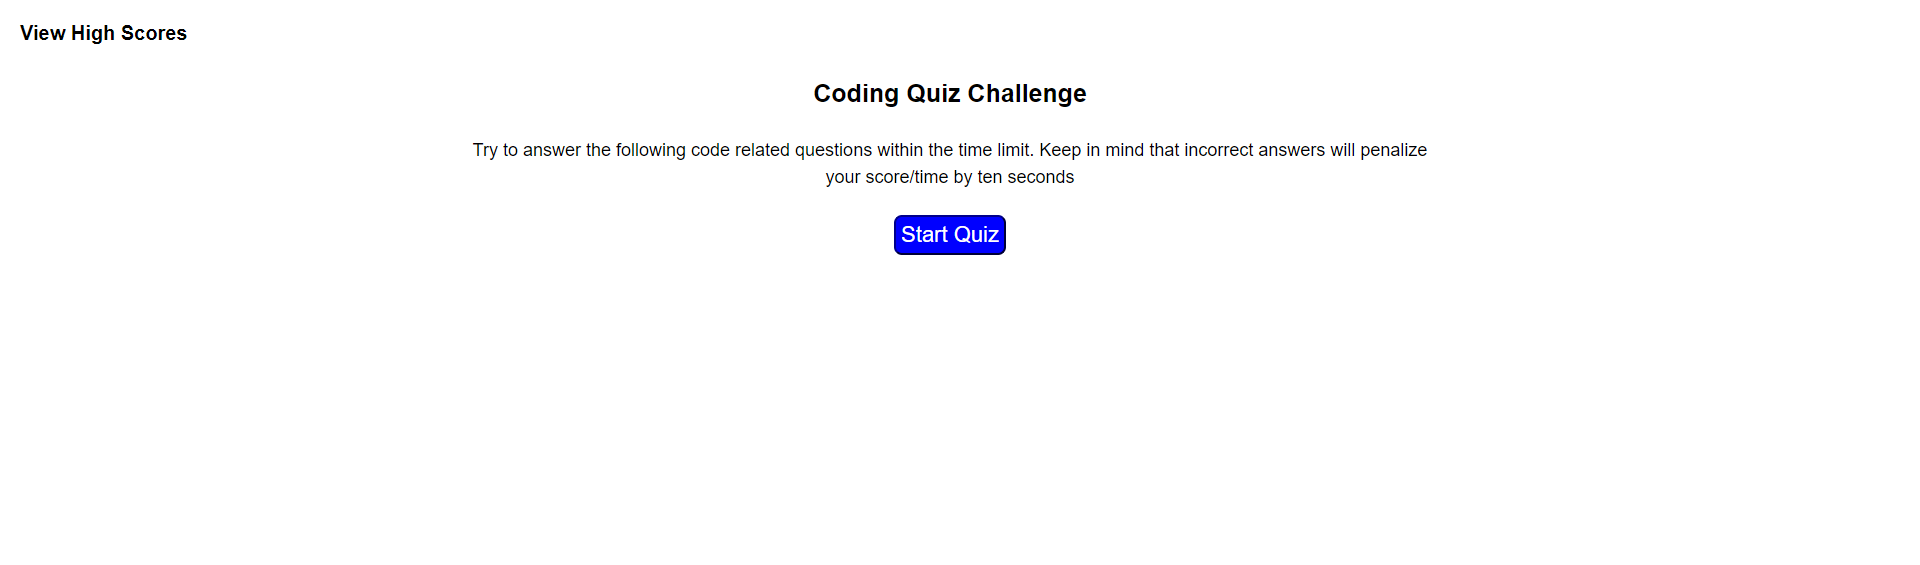 View High Scores
Coding Quiz Challenge
Try to answer the following code related questions within the time limit. Keep in mind that incorrect answers will penalize
your score/time by ten seconds
Start Quiz